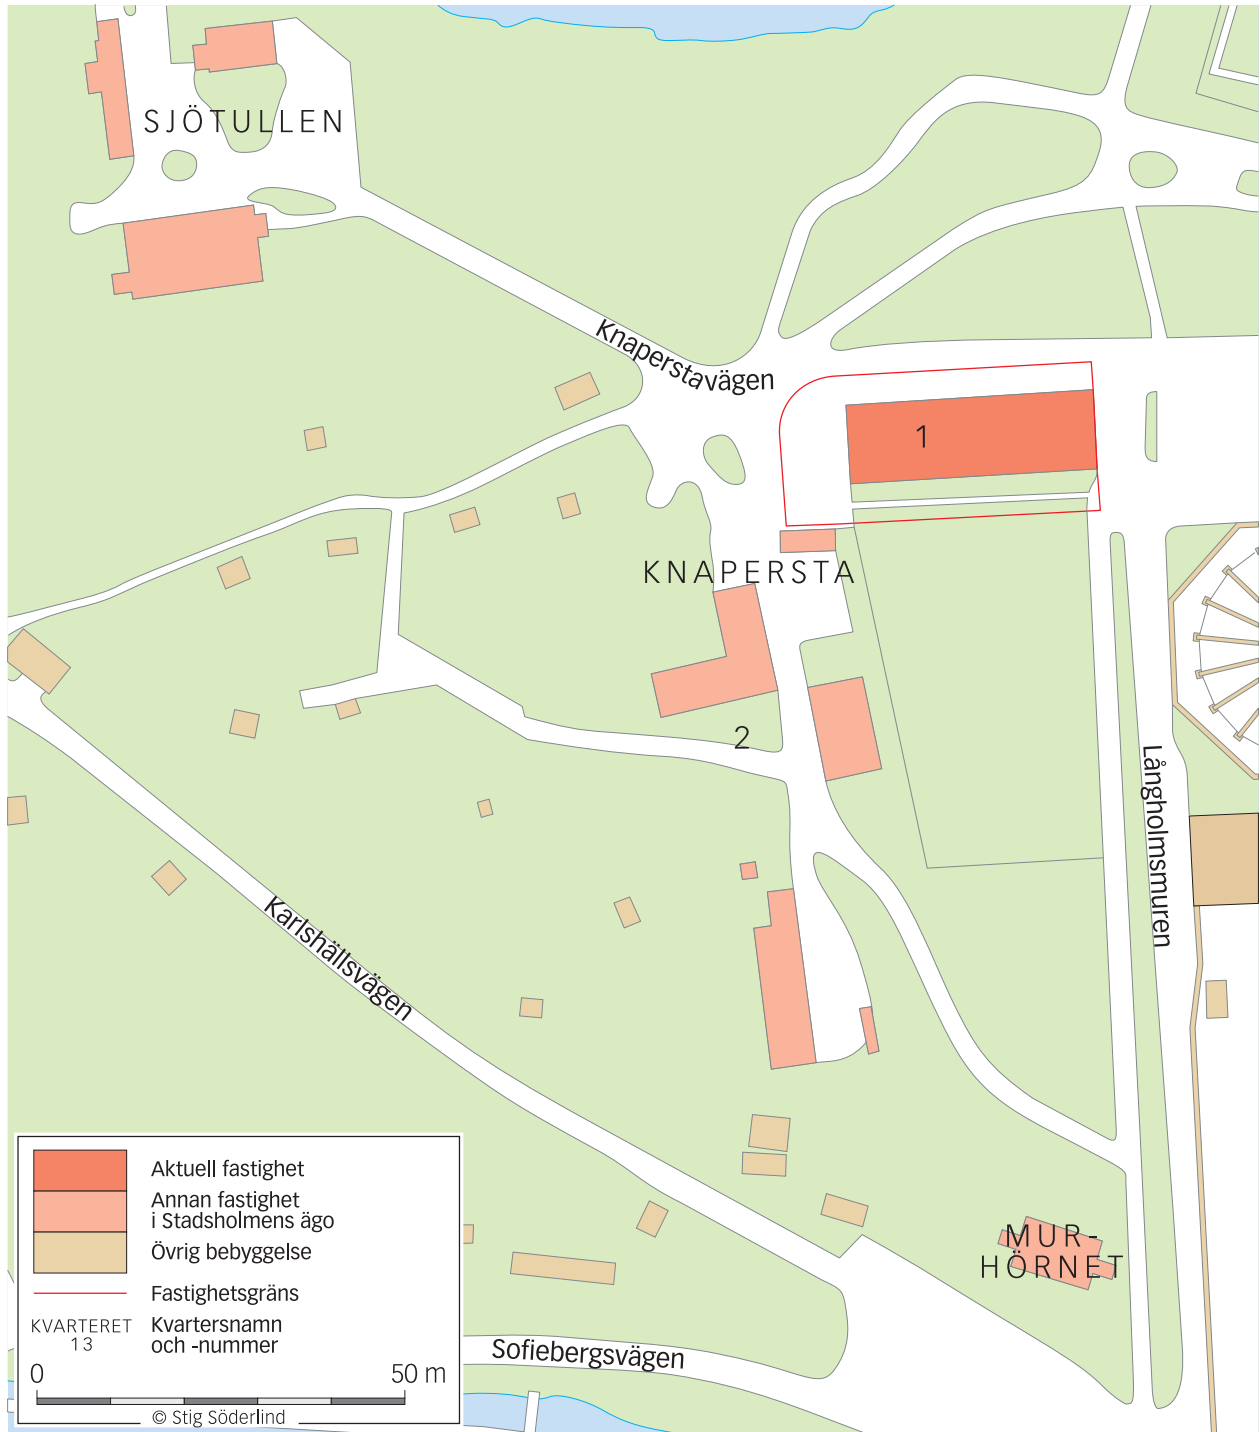 SJÖTULLEN
Knaperstavägen
1
KNAPERSTA
2
Långholmsmuren
Karlshällsvägen
MUR-
HÖRNET
Sofiebergsvägen
Aktuell fastighet
Annan fastighet
i Stadsholmens ägo
Övrig bebyggelse
Fastighetsgräns
KVARTERET
13
Kvartersnamn
och -nummer
0 50 m
© Stig Söderlind